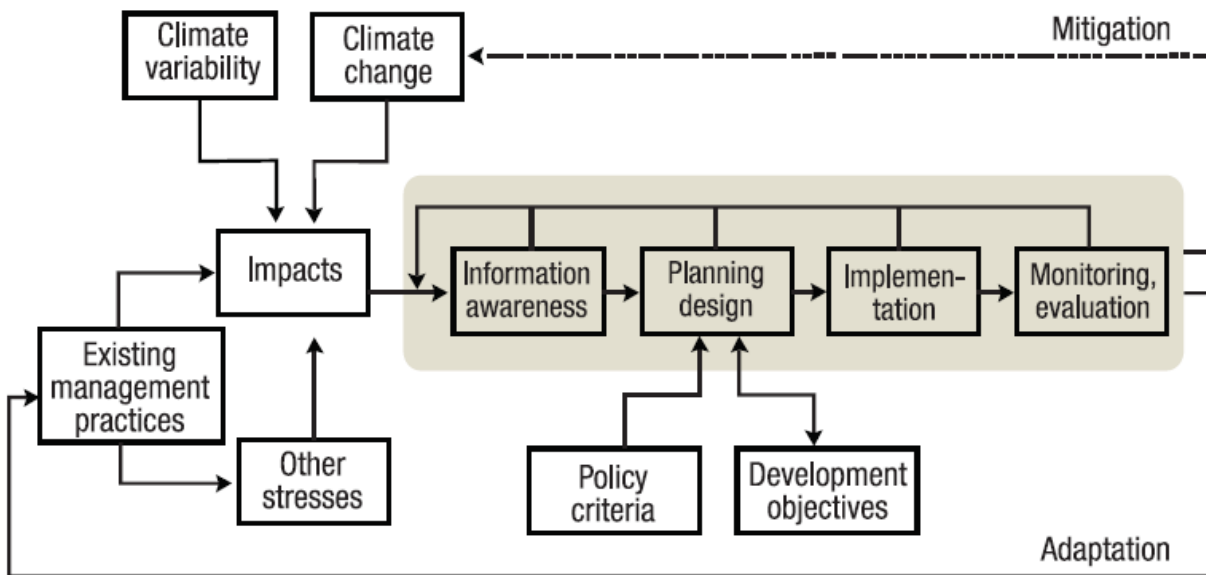 Climate
variability
Climate
change
Mitigation
Impacts
Information
awareness
Planning
design
Implemen-
tation
Monitoring,
evaluation
Existing
management
practices
Other
stresses
Policy
criteria
Development
objectives
Adaptation